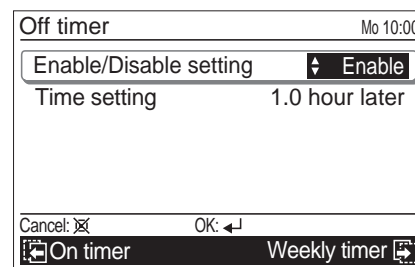 Off timer Mo 10:00
Enable/Disable setting Enable
Time setting 1.0 hour later
Cancel: OK:
On timer Weekly timer